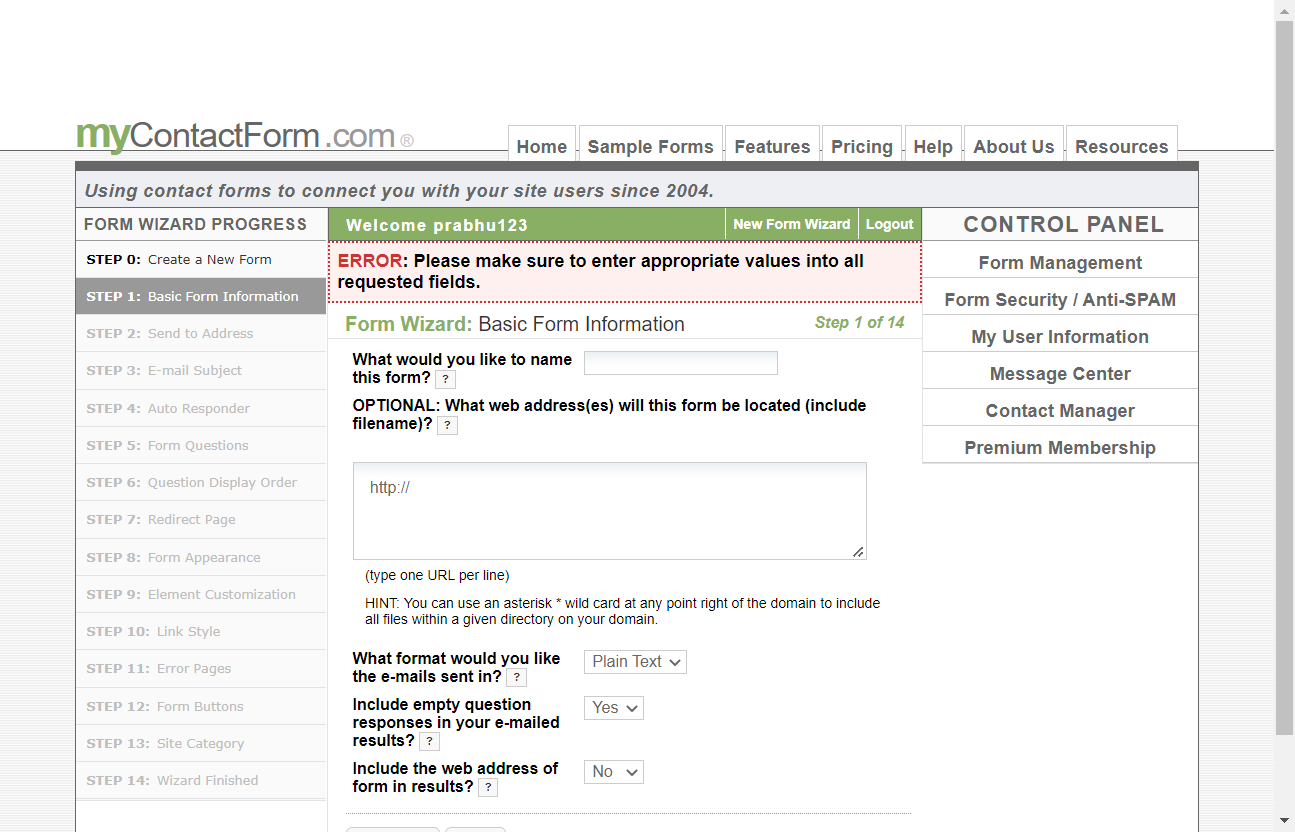 myContactForm.com®
Home
Sample Forms
Features
Pricing
Help
About Us
Resources
Using contact forms to connect you with your site users since 2004.
FORM WIZARD PROGRESS
STEP 0: Create a New Form
STEP 1: Basic Form Information
STEP 2: Send to Address
STEP 3: E-mail Subject
STEP 4: Auto Responder
STEP 5: Form Questions
STEP 6: Question Display Order
STEP 7: Redirect Page
STEP 8: Form Appearance
STEP 9: Element Customization
STEP 10: Link Style
STEP 11: Error Pages
STEP 12: Form Buttons
STEP 13: Site Category
STEP 14: Wizard Finished
Welcome prabhu123
New Form Wizard
Logout
ERROR: Please make sure to enter appropriate values into all
requested fields.
Form Wizard: Basic Form Information
Step 1 of 14
What would you like to name
this form? ?
OPTIONAL: What web address(es) will this form be located (include
filename)? ?
http://
(type one URL per line)
HINT: You can use an asterisk * wild card at any point right of the domain to include
all files within a given directory on your domain.
What format would you like
the e-mails sent in? ?
Plain Text
Include empty question
responses in your e-mailed
results? ?
Yes
Include the web address of
form in results? ?
No
CONTROL PANEL
Form Management
Form Security / Anti-SPAM
My User Information
Message Center
Contact Manager
Premium Membership